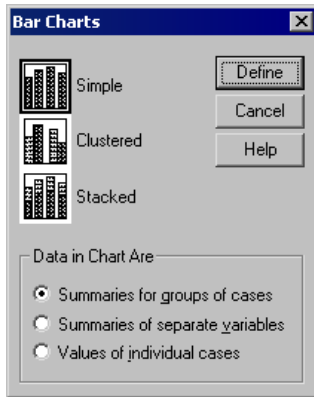 Bar Charts
Simple
Define
Cancel
Clustered
Help
Stacked
Data in Chart Are
Summaries for groups of cases
Summaries of separate variables
Values of individual cases